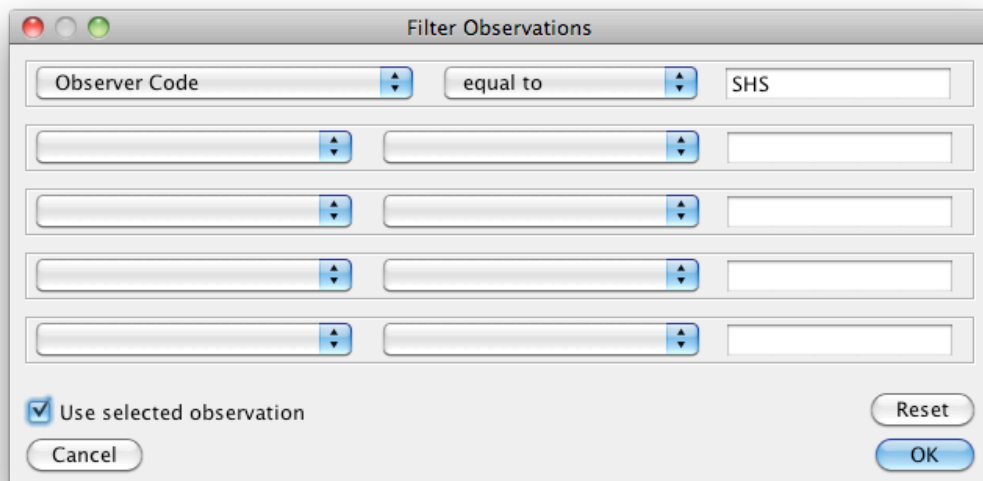 Filter Observations
Observer Code equal to SHS
Use selected observation
Reset
Cancel
OK